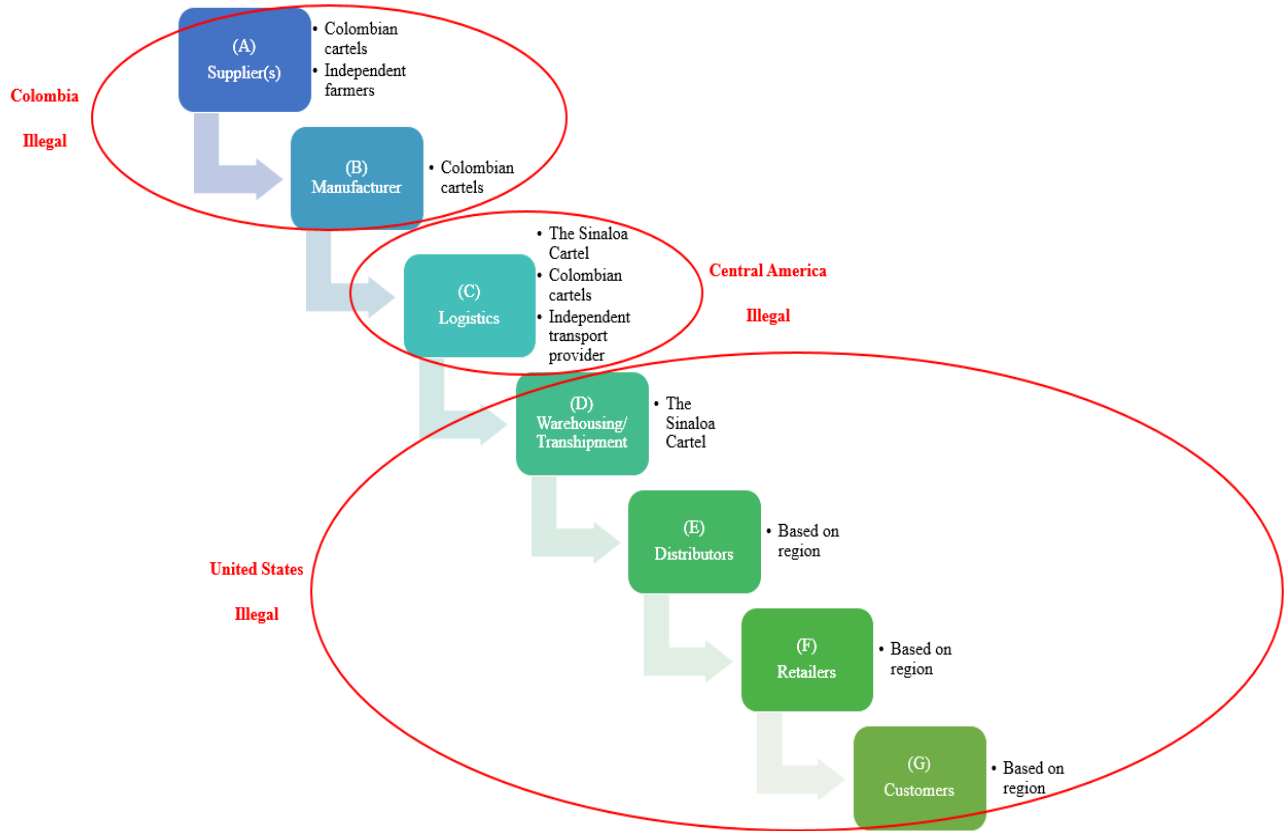 (A)
Supplier(s)
• Colombian
cartels
• Independent
farmers
Colombia
Illegal
(B)
Manufacturer
• Colombian
cartels
(C)
Logistics
• The Sinaloa
Cartel
• Colombian
cartels
• Independent
transport
provider
Central America
Illegal
(D)
Warehousing/
Transhipment
• The
Sinaloa
Cartel
(E)
Distributors
• Based on
region
United States
Illegal
(F)
Retailers
• Based on
region
(G)
Customers
• Based on
region